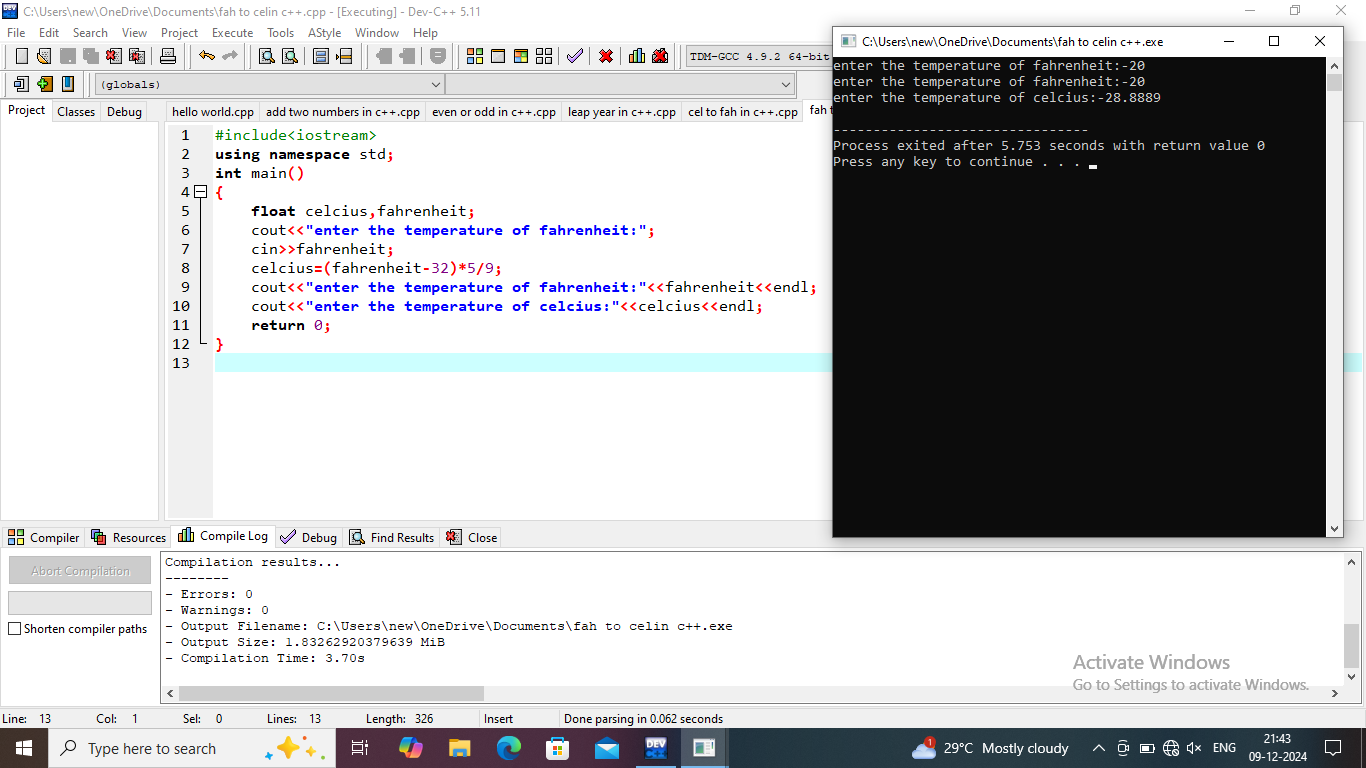 C:\Users\new\OneDrive\Documents\fah to celin c++.cpp - [Executing] - Dev-C++ 5.11
File Edit Search View Project Execute Tools AStyle Window Help
TDM-GCC 4.9.2 64-bit
(globals)
Project Classes Debug
hello world.cpp add two numbers in c++.cpp even or odd in c++.cpp leap year in c++.cpp cel to fah in c++.cpp fah t
1 #include<iostream>
2 using namespace std;
3 int main()
4 {
5 float celcius,fahrenheit;
6 cout<<"enter the temperature of fahrenheit:";
7 cin>>fahrenheit;
8 celcius=(fahrenheit-32)*5/9;
9 cout<<"enter the temperature of fahrenheit:"<<fahrenheit<<endl;
10 cout<<"enter the temperature of celcius:"<<celcius<<endl;
11 return 0;
12 }
13
C:\Users\new\OneDrive\Documents\fah to celin c++.exe
enter the temperature of fahrenheit:-20
enter the temperature of fahrenheit:-20
enter the temperature of celcius:-28.8889
--------------------------------
Process exited after 5.753 seconds with return value 0
Press any key to continue . . .
Compiler Resources Compile Log Debug Find Results Close
Abort Compilation
Shorten compiler paths
Compilation results...
--------
- Errors: 0
- Warnings: 0
- Output Filename: C:\Users\new\OneDrive\Documents\fah to celin c++.exe
- Output Size: 1.83262920379639 MiB
- Compilation Time: 3.70s
Activate Windows
Go to Settings to activate Windows.
Line: 13 Col: 1 Sel: 0 Lines: 13 Length: 326 Insert Done parsing in 0.062 seconds
Type here to search
DEV
1
29°C Mostly cloudy
ENG
21:43
09-12-2024